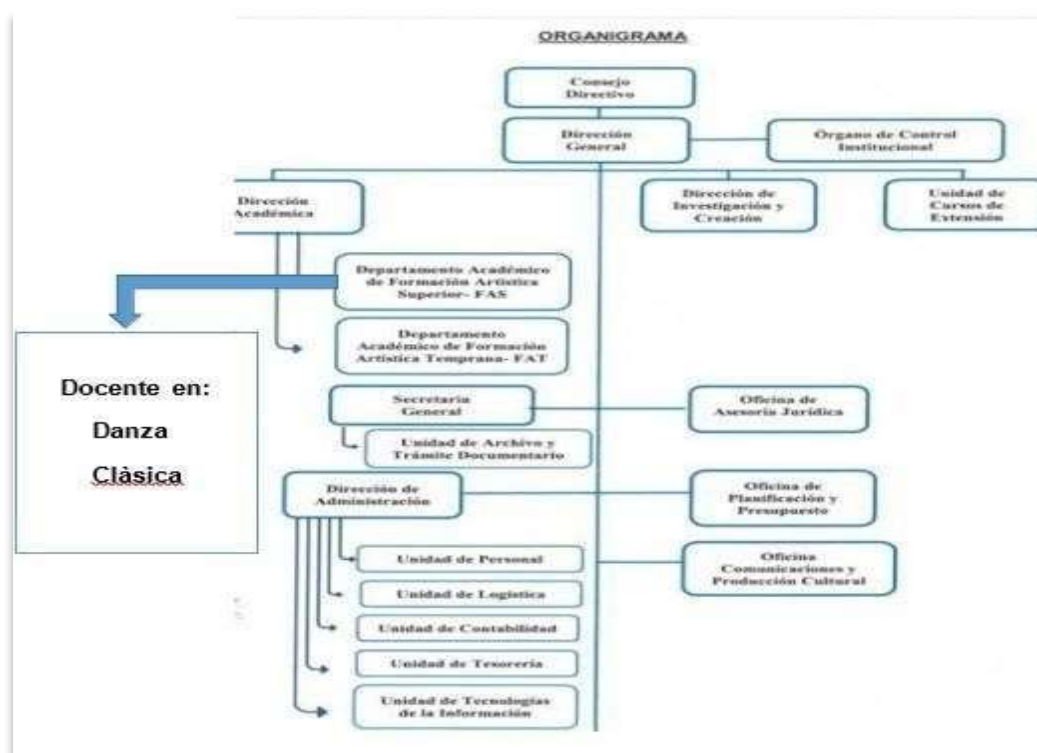 ORGANIGRAMA
Consejo
Directivo
Dirección
General
Órgano de Control
Institucional
Dirección
Académica
Dirección de
Investigación y
Creación
Unidad de
Cursos de
Extensión
Departamento Académico
de Formación Artística
Superior- FAS
Departamento
Académico de Formación
Artística Temprana- FAT
Docente en:
Danza
Clàsica
Secretaria
General
Oficina de
Asesoría Jurídica
Unidad de Archivo y
Trámite Documentario
Dirección de
Administración
Oficina de
Planificación y
Presupuesto
Unidad de Personal
Oficina
Comunicaciones y
Producción Cultural
Unidad de Logística
Unidad de Contabilidad
Unidad de Tesorería
Unidad de Tecnologías
de la Información